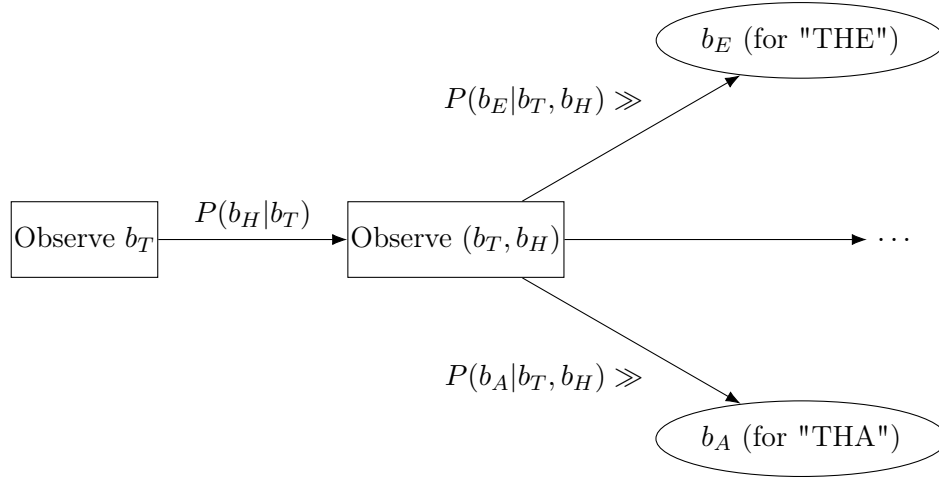 b_E (for "THE")
P(b_E|b_T, b_H) ≫
P(b_H|b_T)
Observe b_T
Observe (b_T, b_H)
⋯
P(b_A|b_T, b_H) ≫
b_A (for "THA")